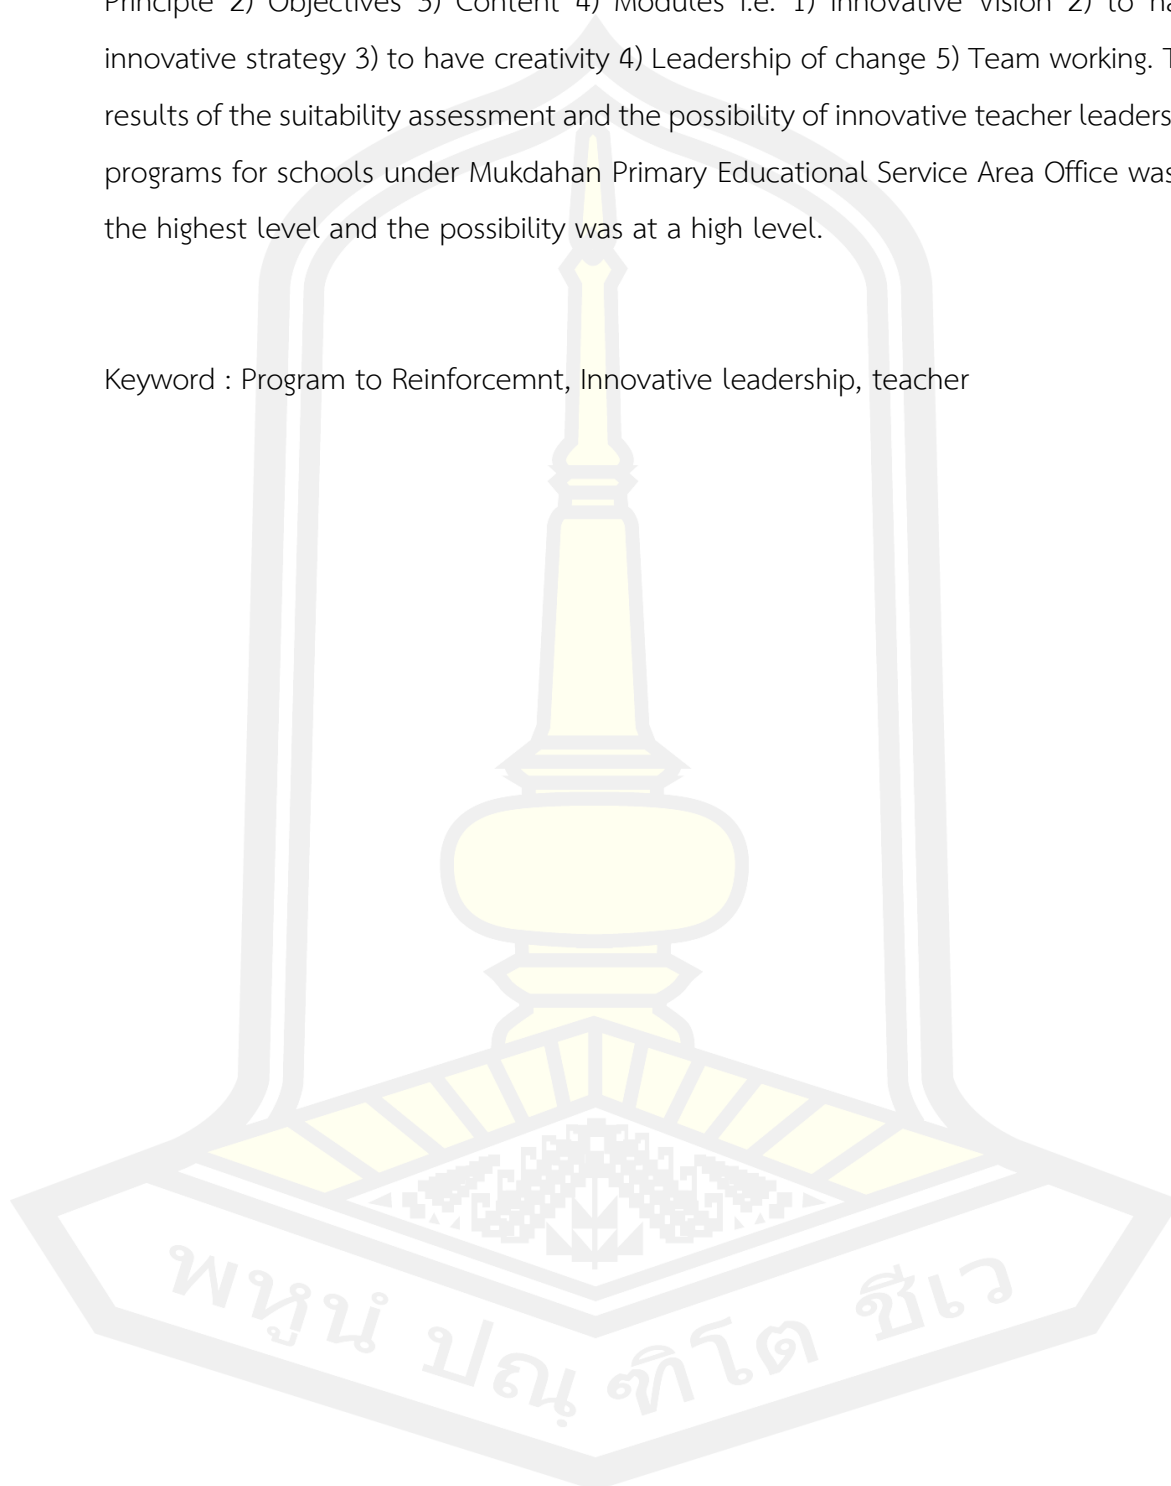 Principle 2) Objectives 3) Content 4) Modules i.e. 1) Innovative Vision 2) to
innovative strategy 3) to have creativity 4) Leadership of change 5) Team working.
results of the suitability assessment and the possibility of innovative teacher
programs for schools under Mukdahan Primary Educational Service Area Office was
the highest level and the possibility was at a high level.
Keyword : Program to Reinforcemnt, Innovative leadership, teacher
พหูนํ ปณฺฑิโต ชีเว